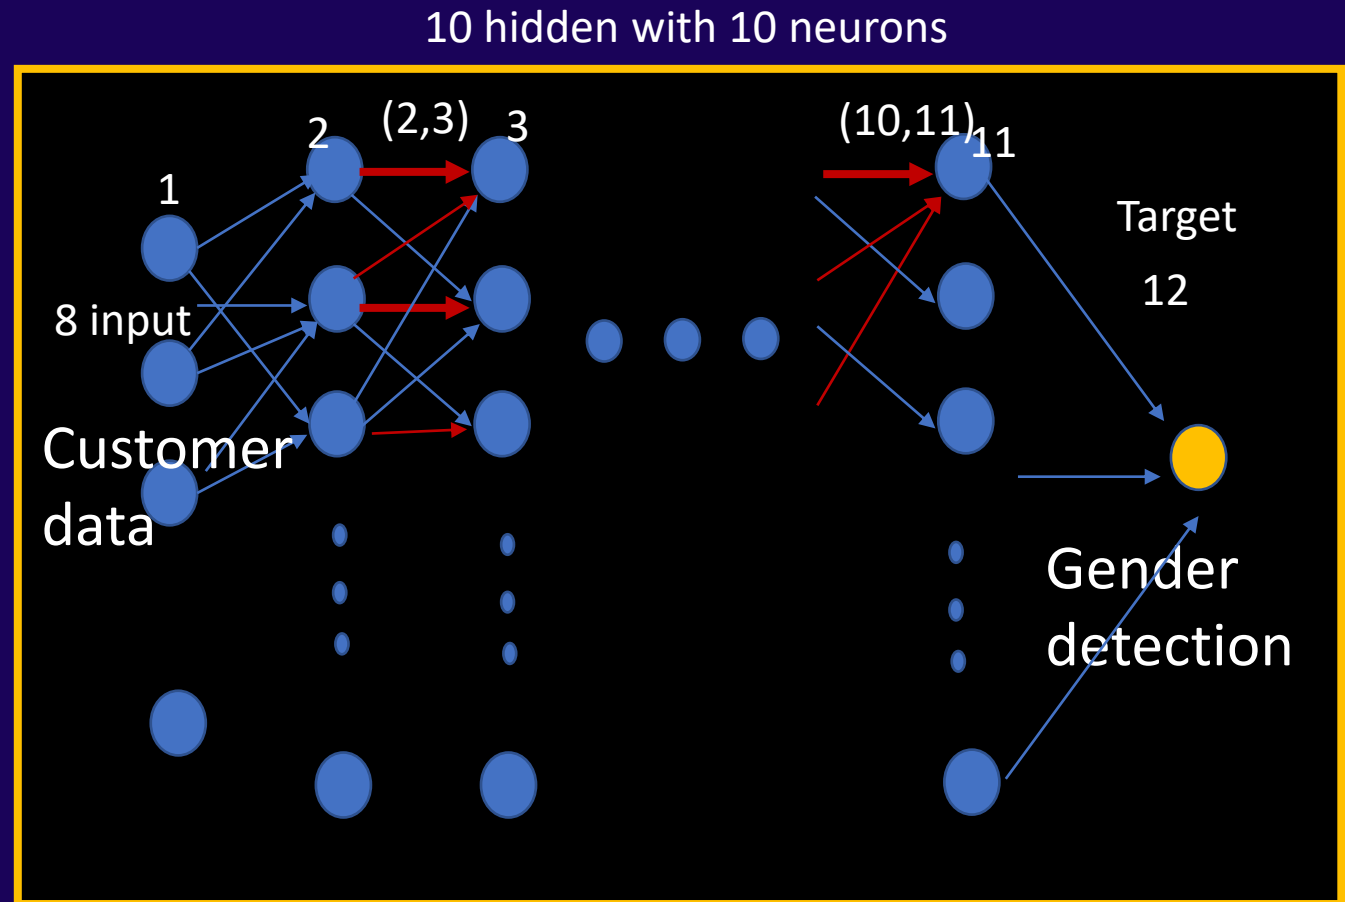 10 hidden with 10 neurons
1
2
(2,3)
3
(10,11)
11
Target
12
8 input
Customer
data
Gender
detection